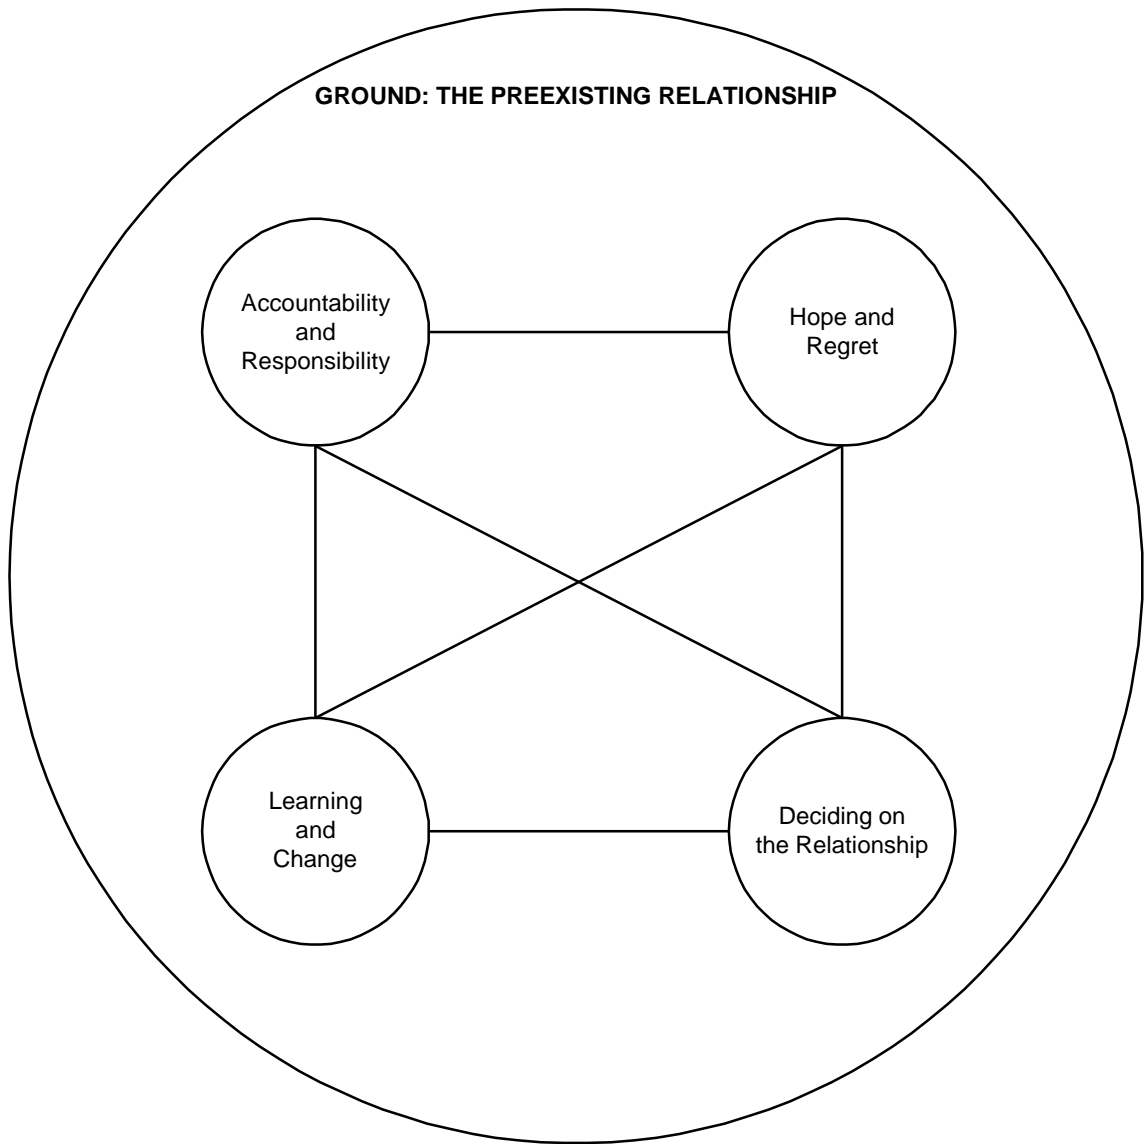 GROUND: THE PREEXISTING RELATIONSHIP
Accountability
and
Responsibility
Hope and
Regret
Learning
and
Change
Deciding on
the Relationship